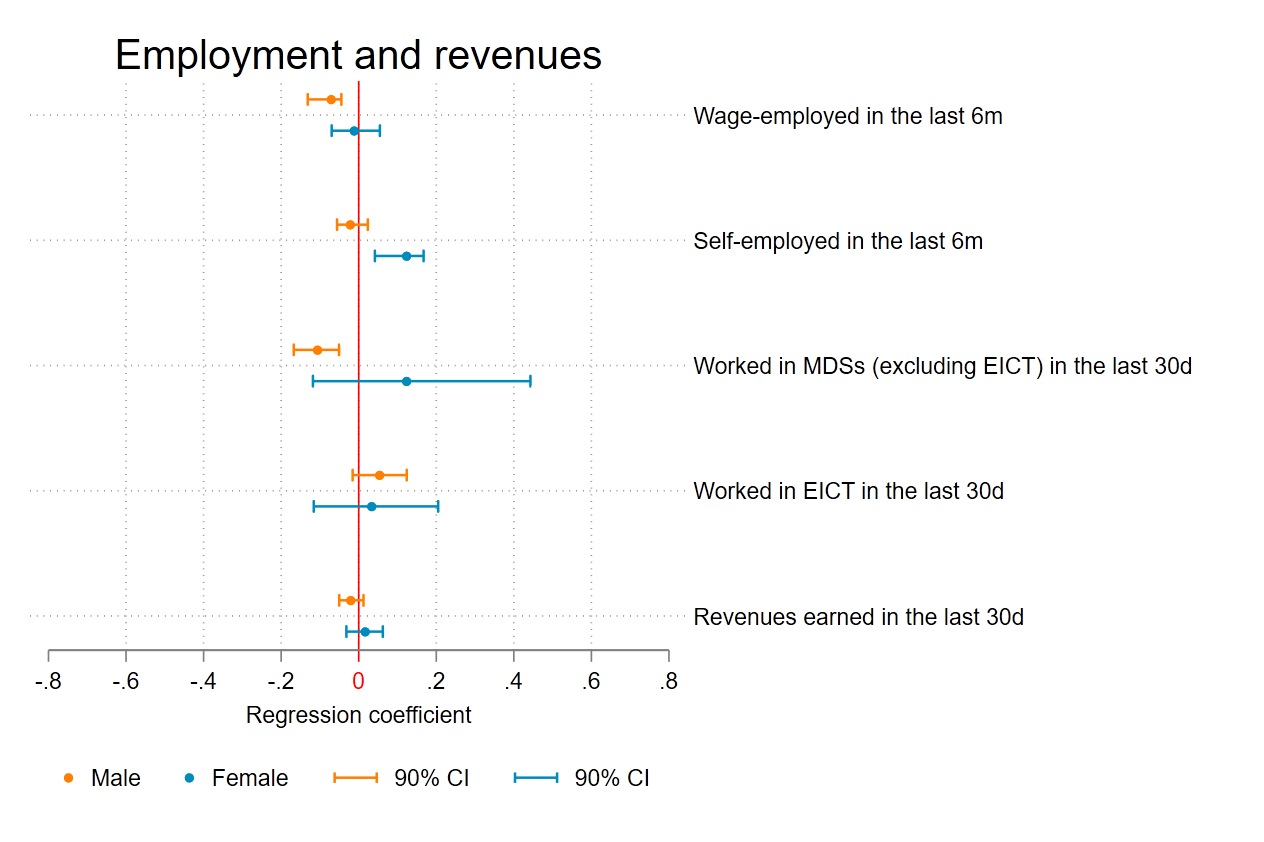 Employment and revenues
Wage-employed in the last 6m
Self-employed in the last 6m
Worked in MDSs (excluding EICT) in the last 30d
Worked in EICT in the last 30d
Revenues earned in the last 30d
-.8 -.6 -.4 -.2 0 .2 .4 .6 .8
Regression coefficient
Male Female 90% CI 90% CI